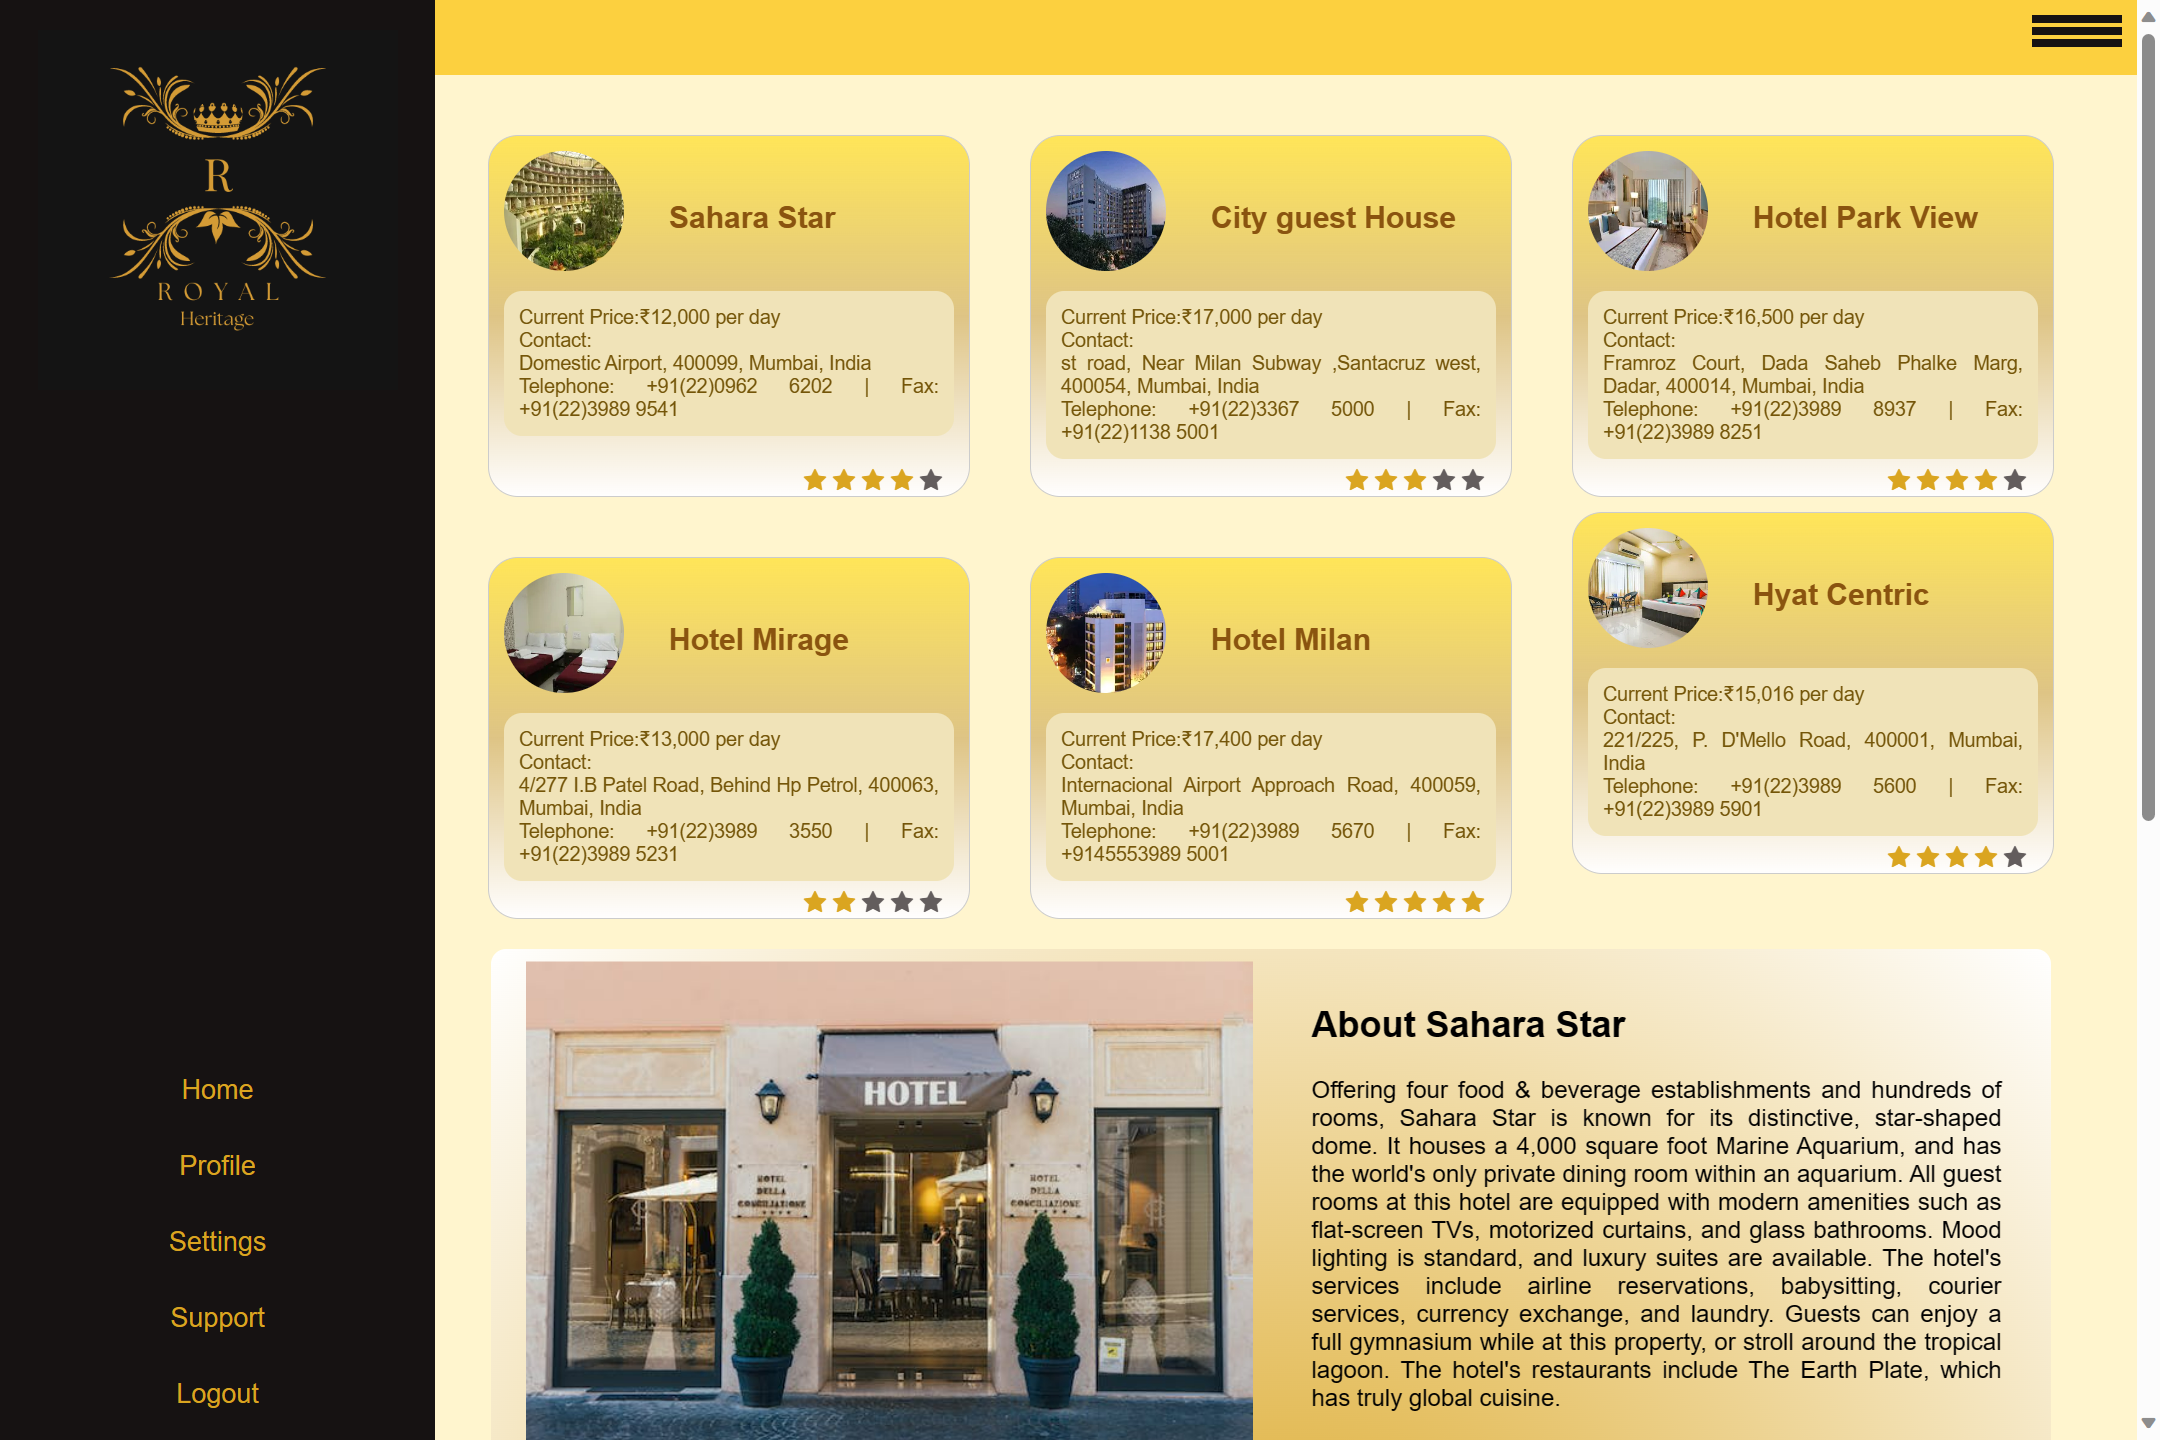 R
ROYAL
Heritage
Home
Profile
Settings
Support
Logout
Sahara Star
Current Price:₹12,000 per day
Contact:
Domestic Airport, 400099, Mumbai, India
Telephone: +91(22)0962 6202 | Fax:
+91(22)3989 9541
City guest House
Current Price:₹17,000 per day
Contact:
st road, Near Milan Subway ,Santacruz west,
400054, Mumbai, India
Telephone: +91(22)3367 5000 | Fax:
+91(22)1138 5001
Hotel Park View
Current Price:₹16,500 per day
Contact:
Framroz Court, Dada Saheb Phalke Marg,
Dadar, 400014, Mumbai, India
Telephone: +91(22)3989 8937 | Fax:
+91(22)3989 8251
Hotel Mirage
Current Price:₹13,000 per day
Contact:
4/277 I.B Patel Road, Behind Hp Petrol, 400063,
Mumbai, India
Telephone: +91(22)3989 3550 | Fax:
+91(22)3989 5231
Hotel Milan
Current Price:₹17,400 per day
Contact:
Internacional Airport Approach Road, 400059,
Mumbai, India
Telephone: +91(22)3989 5670 | Fax:
+9145553989 5001
Hyat Centric
Current Price:₹15,016 per day
Contact:
221/225, P. D'Mello Road, 400001, Mumbai,
India
Telephone: +91(22)3989 5600 | Fax:
+91(22)3989 5901
HOTEL
HOTEL
DELLA
CONCILIAZIONE
HOTEL
DELLA
CONCILIAZIONE
About Sahara Star
Offering four food & beverage establishments and hundreds of
rooms, Sahara Star is known for its distinctive, star-shaped
dome. It houses a 4,000 square foot Marine Aquarium, and has
the world's only private dining room within an aquarium. All guest
rooms at this hotel are equipped with modern amenities such as
flat-screen TVs, motorized curtains, and glass bathrooms. Mood
lighting is standard, and luxury suites are available. The hotel's
services include airline reservations, babysitting, courier
services, currency exchange, and laundry. Guests can enjoy a
full gymnasium while at this property, or stroll around the tropical
lagoon. The hotel's restaurants include The Earth Plate, which
has truly global cuisine.